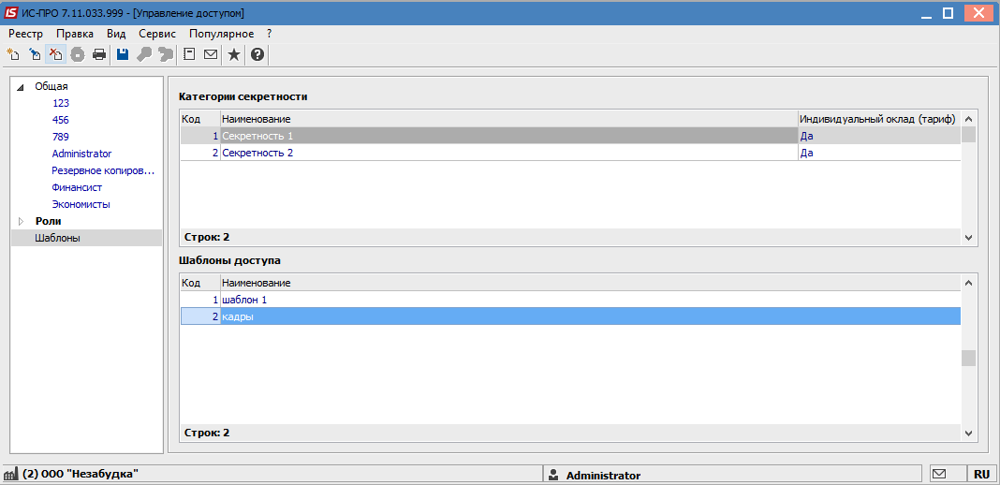 ИС-ПРО 7.11.033.999 - [Управление доступом]
Реестр Правка Вид Сервис Популярное ?
Общая
123
456
789
Administrator
Резервное копиров...
Финансист
Экономисты
Роли
Шаблоны
Категории секретности
Код Наименование Индивидуальный оклад (тариф)
1 Секретность 1 Да
2 Секретность 2 Да
Строк: 2
Шаблоны доступа
Код Наименование
1 шаблон 1
2 кадры
Строк: 2
(2) ООО "Незабудка" Administrator RU